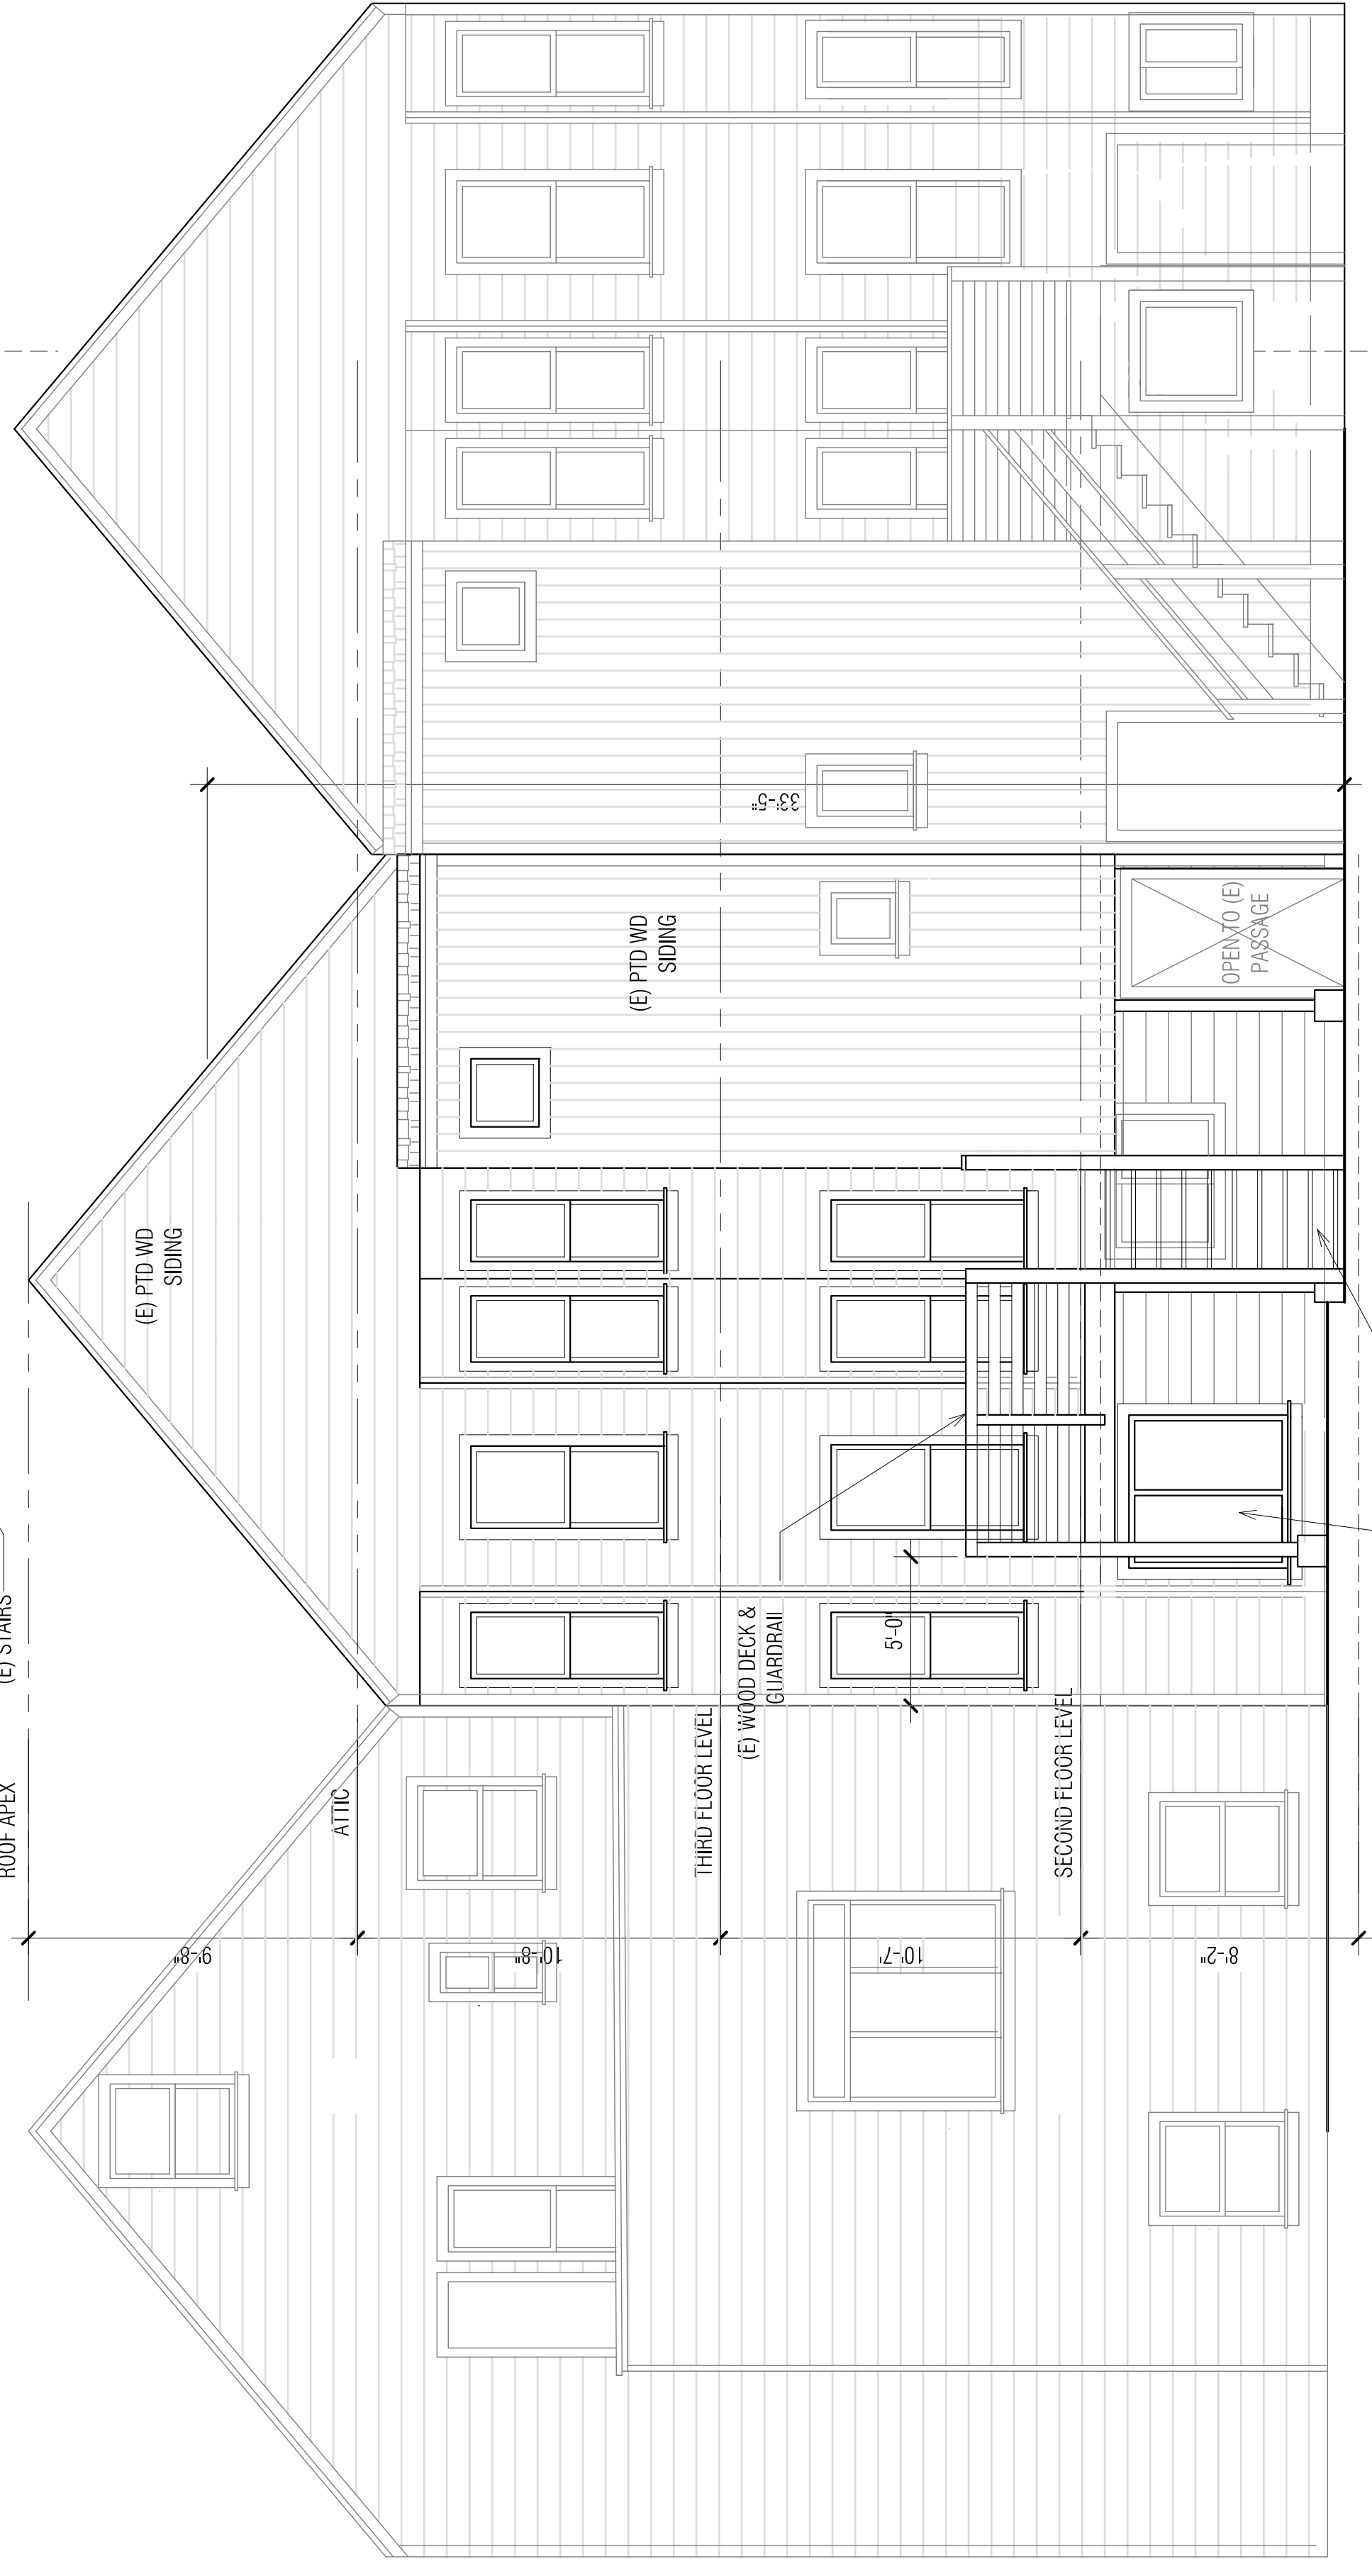 (E) STAIRS
ROOF APEX
(E) PTD WD
SIDING
ATTIC
(E) PTD WD
SIDING
THIRD FLOOR LEVEL
(E) WOOD DECK &
GUARDRAIL
5'-0"
SECOND FLOOR LEVEL
OPEN TO (E)
PASSAGE
33'-5"
9'-8"
10'-8"
10'-7"
8'-2"